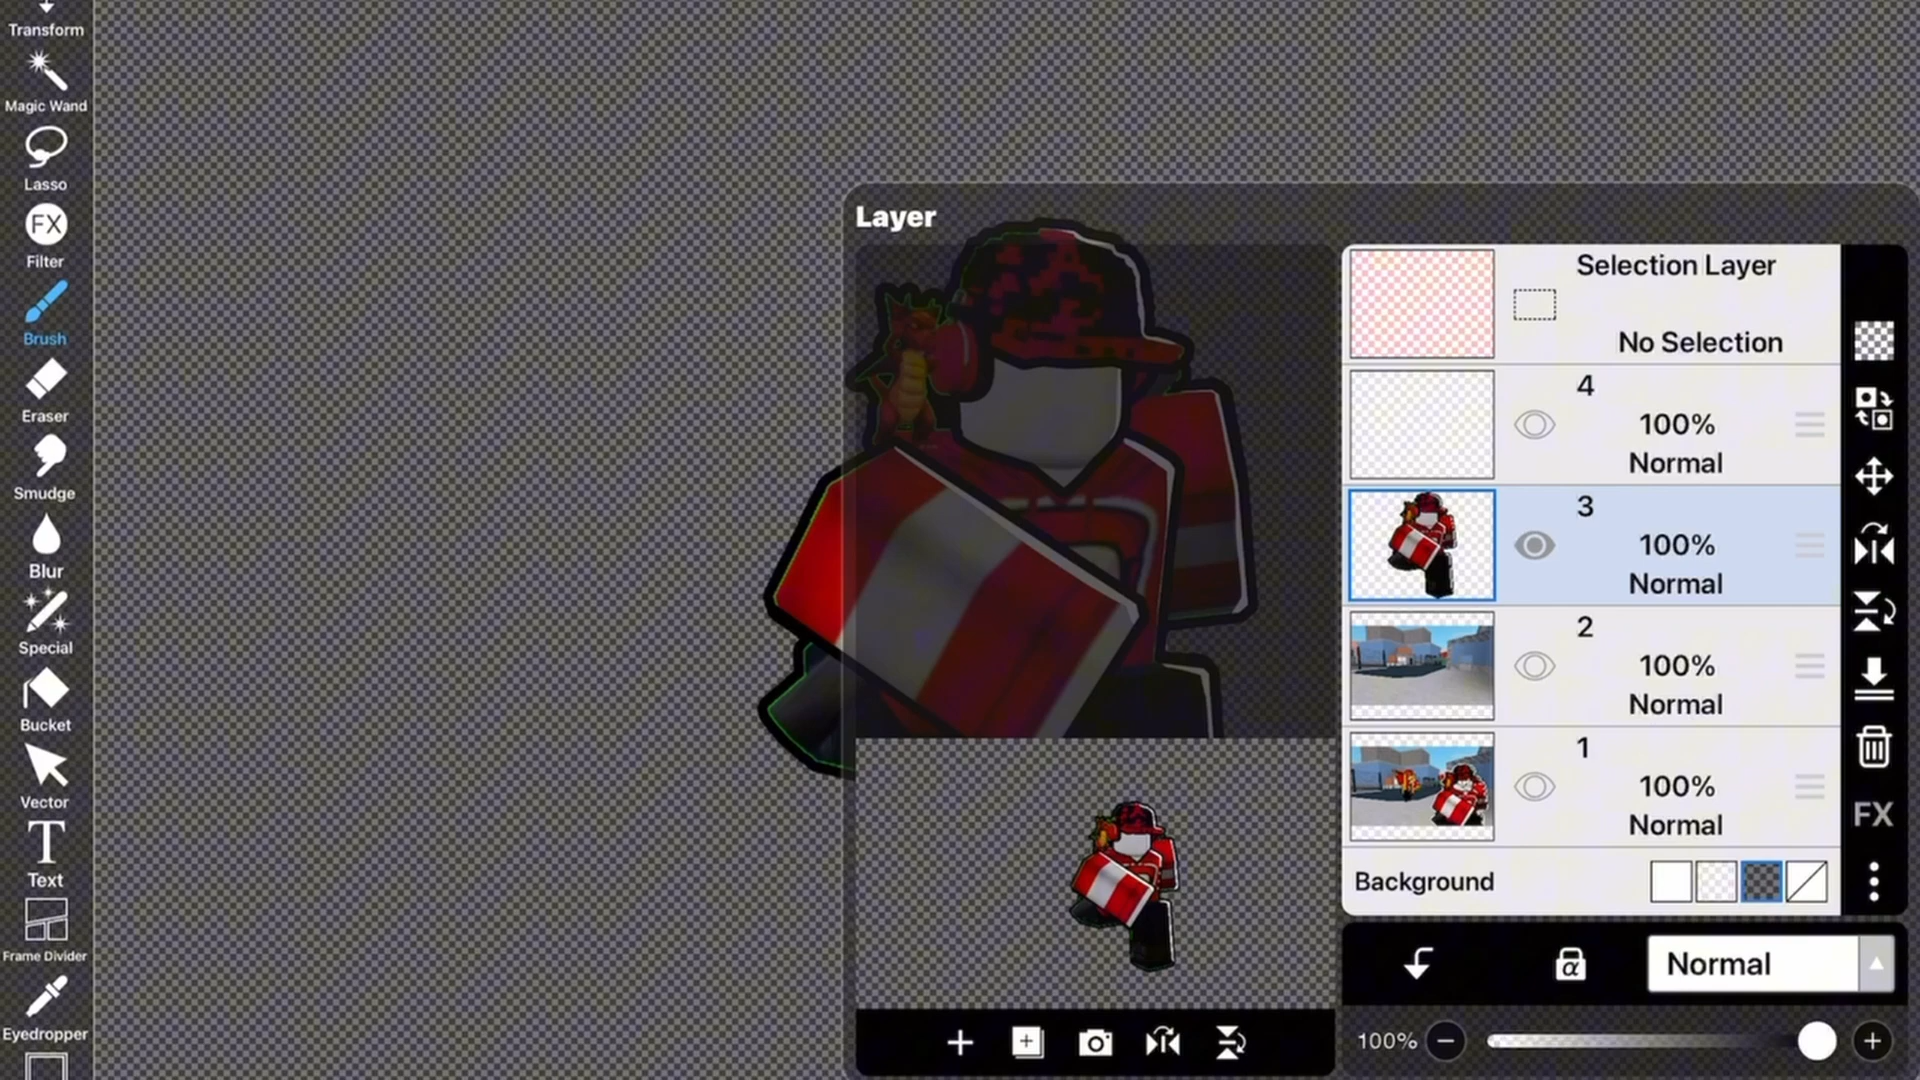 Transform
Magic Wand
Lasso
FX
Filter
Brush
Eraser
Smudge
Blur
Special
Bucket
Vector
T
Text
Frame Divider
Eyedropper
Layer
Selection Layer
No Selection
4
100%
Normal
3
100%
Normal
2
100%
Normal
1
100%
Normal
Background
FX
α
Normal
100%